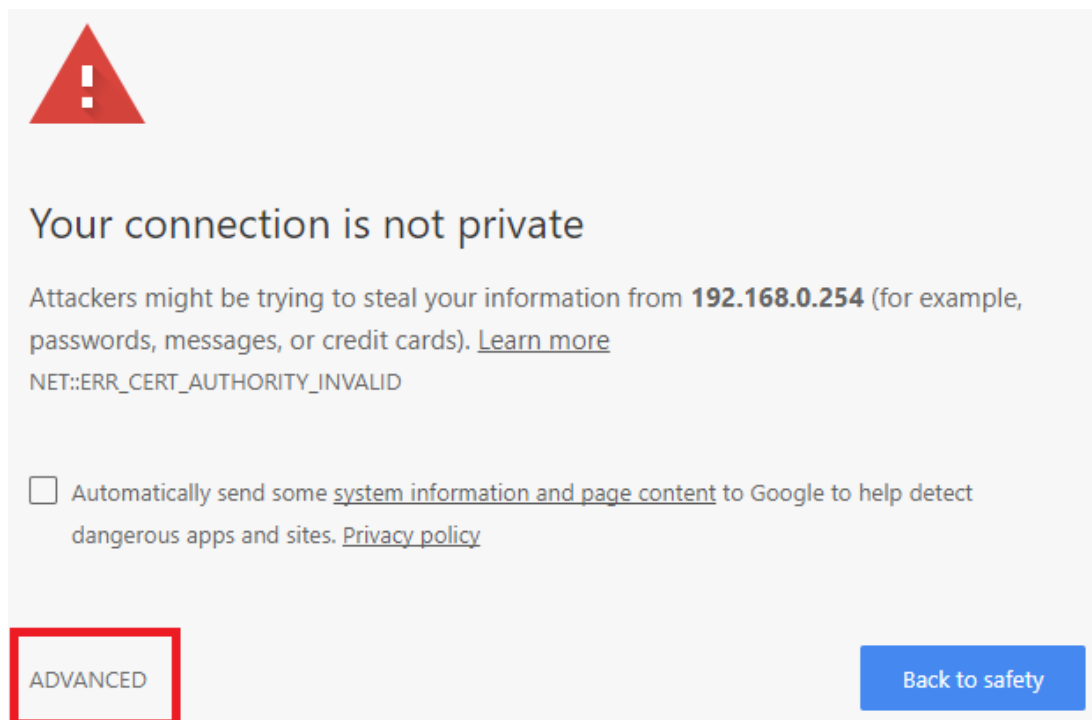 Your connection is not private
Attackers might be trying to steal your information from 192.168.0.254 (for example,
passwords, messages, or credit cards). Learn more
NET::ERR_CERT_AUTHORITY_INVALID
Automatically send some system information and page content to Google to help detect
dangerous apps and sites. Privacy policy
ADVANCED
Back to safety